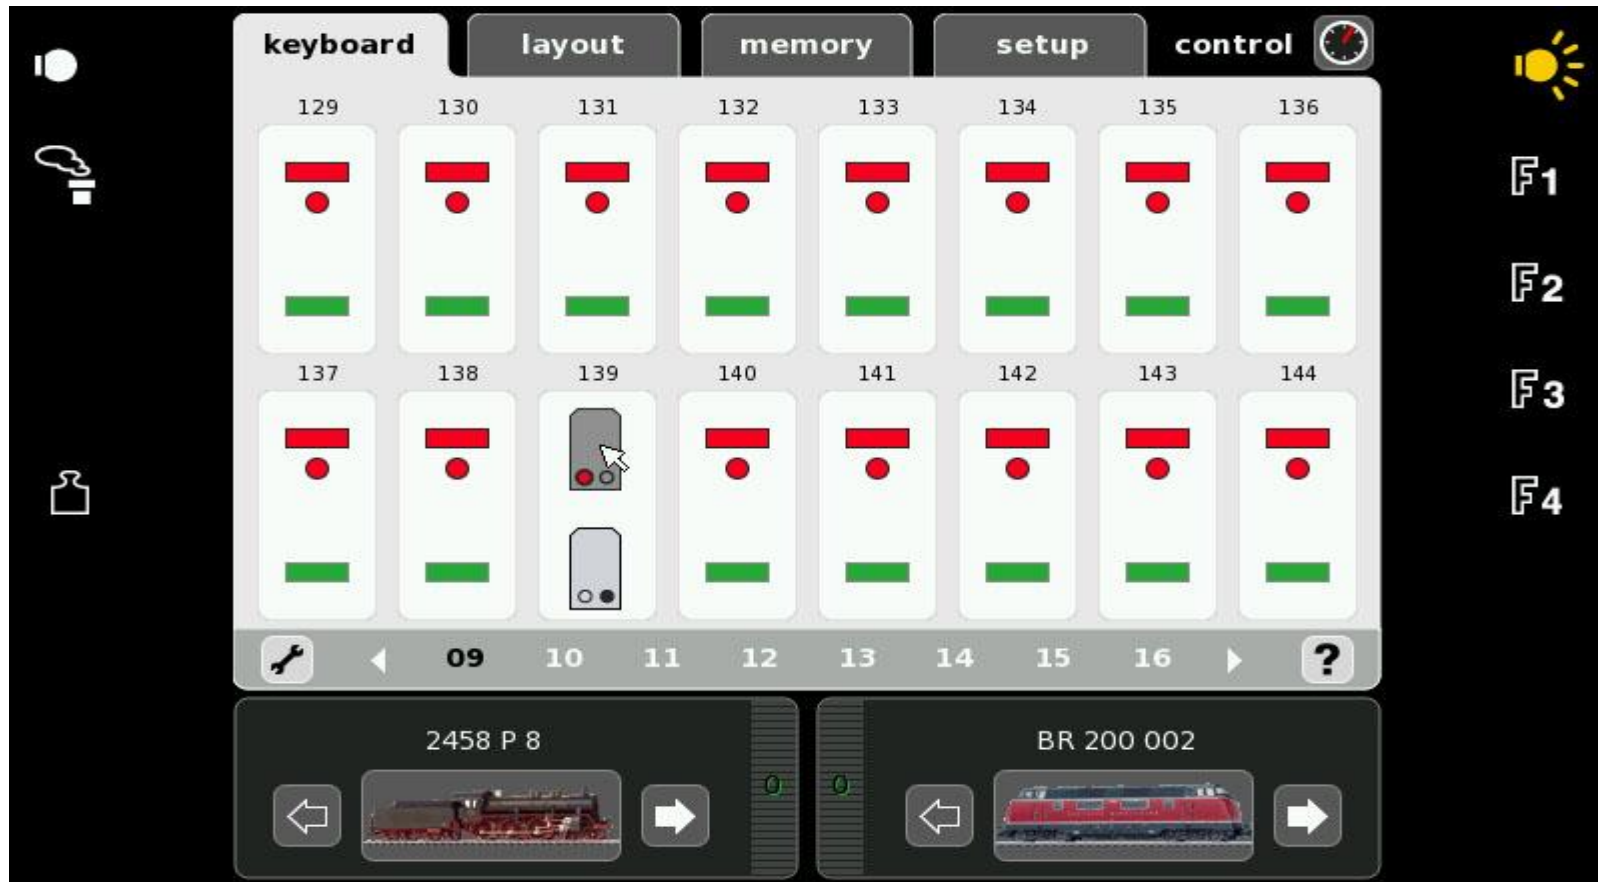 keyboard layout memory setup control
129 130 131 132 133 134 135 136
137 138 139 140 141 142 143 144
09 10 11 12 13 14 15 16 ?
2458 P 8
0
BR 200 002
0
F1
F2
F3
F4